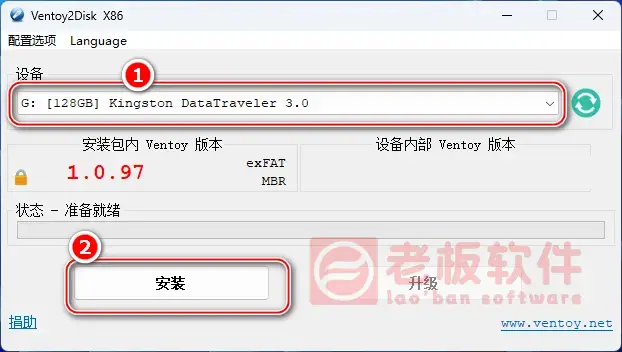 Ventoy2Disk X86
配置选项 Language
设备
1
G: [128GB] Kingston DataTraveler 3.0
安装包内 Ventoy 版本
设备内部 Ventoy 版本
1.0.97
exFAT
MBR
状态 - 准备就绪
2
安装
升级
老板软件
lao ban software
捐助
www.ventoy.net